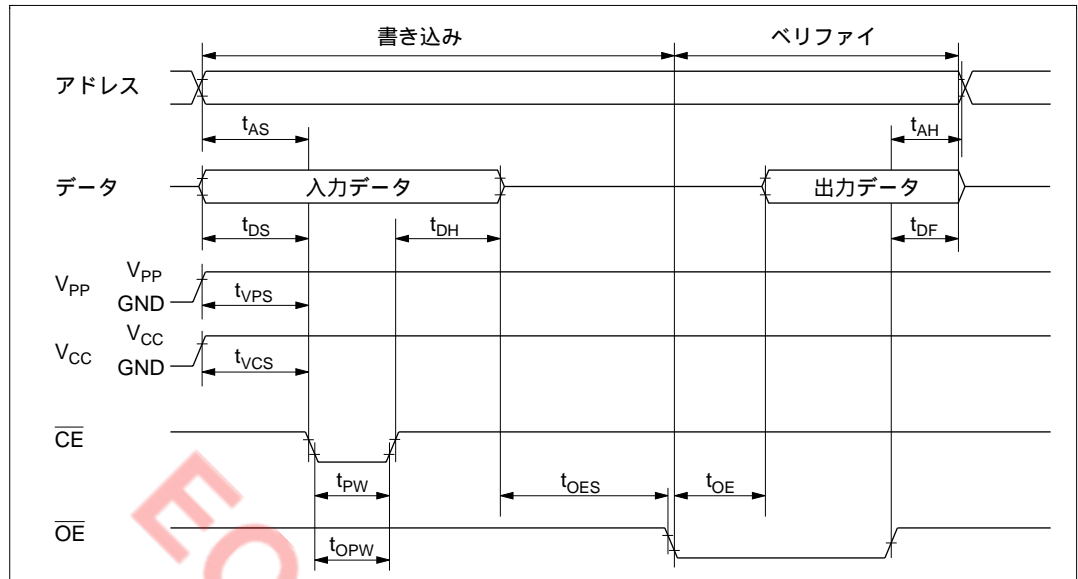 書き込み ベリファイ
アドレス
tAS tAH
データ 入力データ 出力データ
tDS tDH tDF
VPP VPP
GND tVPS
VCC VCC
GND tVCS
CE
tPW tOES tOE
OE
tOPW
EO